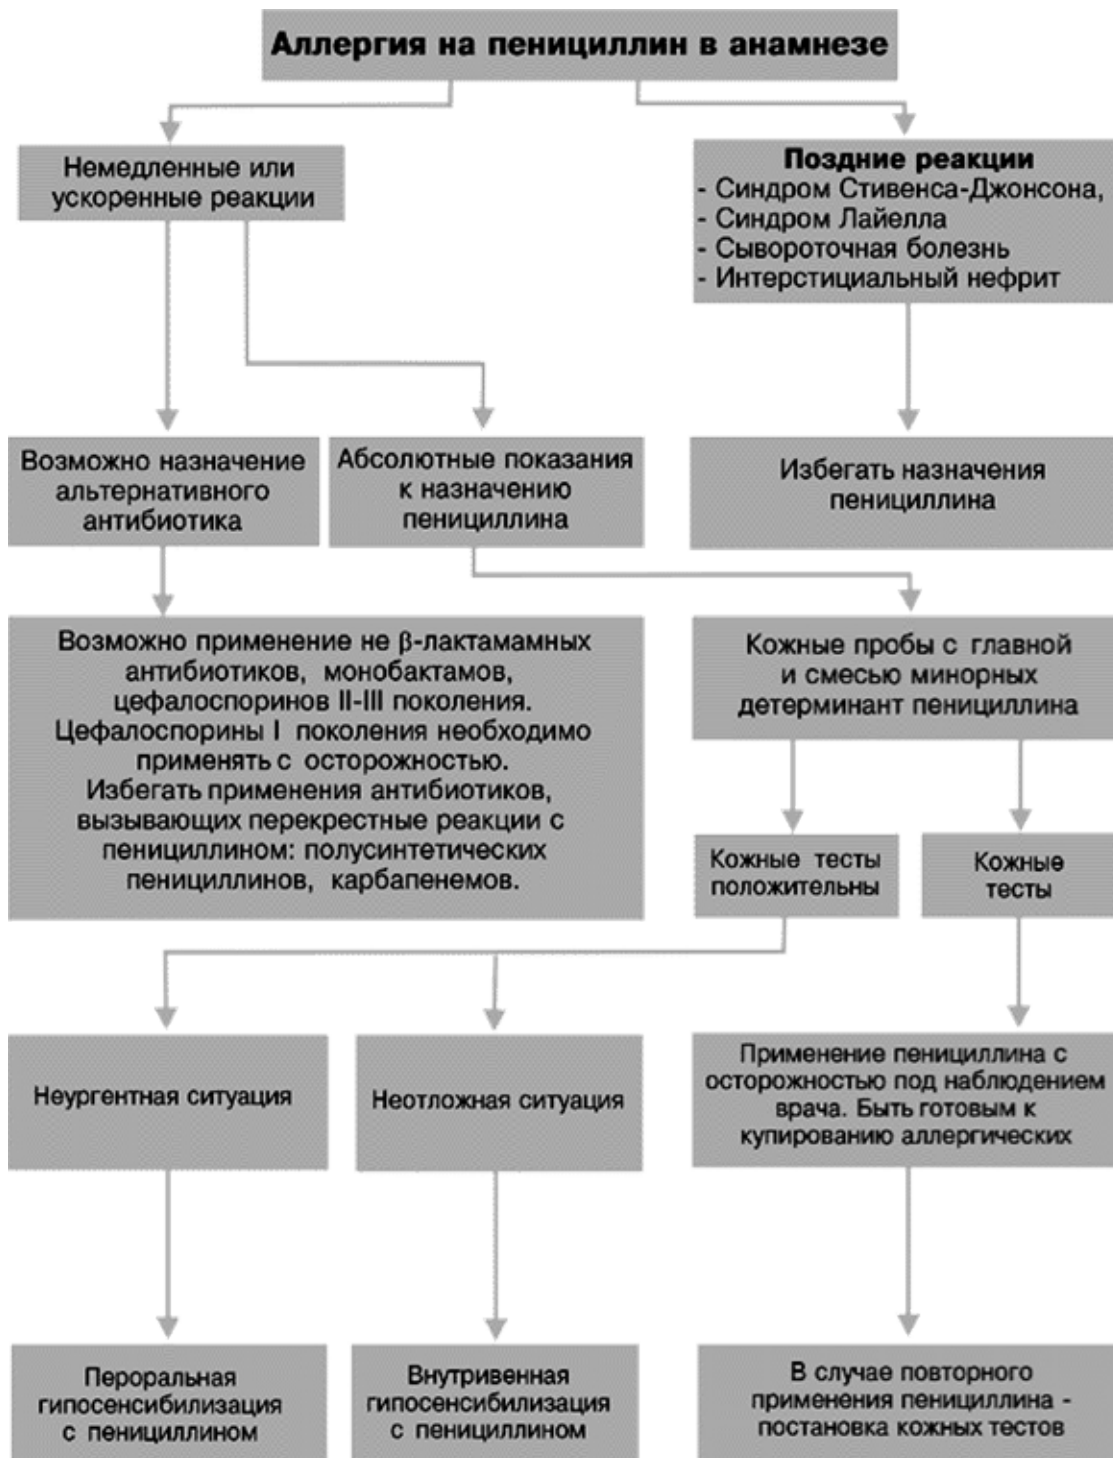 Аллергия на пенициллин в анамнезе
Немедленные или
ускоренные реакции
Поздние реакции
- Синдром Стивенса-Джонсона,
- Синдром Лайелла
- Сывороточная болезнь
- Интерстициальный нефрит
Возможно назначение
альтернативного
антибиотика
Абсолютные показания
к назначению
пенициллина
Избегать назначения
пенициллина
Возможно применение не β-лактамамных
антибиотиков, монобактамов,
цефалоспоринов II-III поколения.
Цефалоспорины I поколения необходимо
применять с осторожностью.
Избегать применения антибиотиков,
вызывающих перекрестные реакции с
пенициллином: полусинтетических
пенициллинов, карбапенемов.
Кожные пробы с главной
и смесью минорных
детерминант пенициллина
Кожные тесты
положительны
Кожные
тесты
Неургентная ситуация
Неотложная ситуация
Применение пенициллина с
осторожностью под наблюдением
врача. Быть готовым к
купированию аллергических
Пероральная
гипосенсибилизация
с пенициллином
Внутривенная
гипосенсибилизация
с пенициллином
В случае повторного
применения пенициллина -
постановка кожных тестов